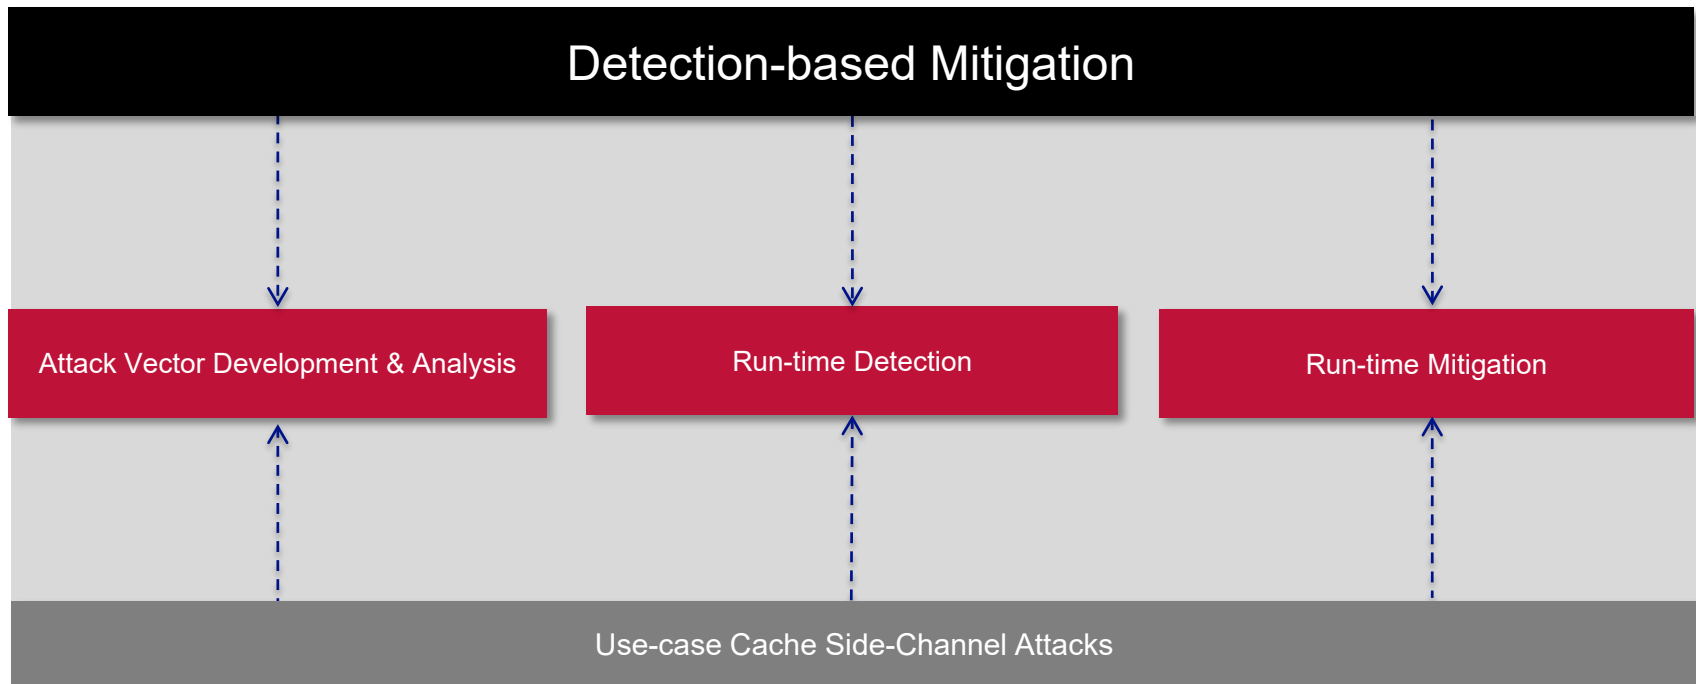 Detection-based Mitigation
Attack Vector Development & Analysis
Run-time Detection
Run-time Mitigation
Use-case Cache Side-Channel Attacks